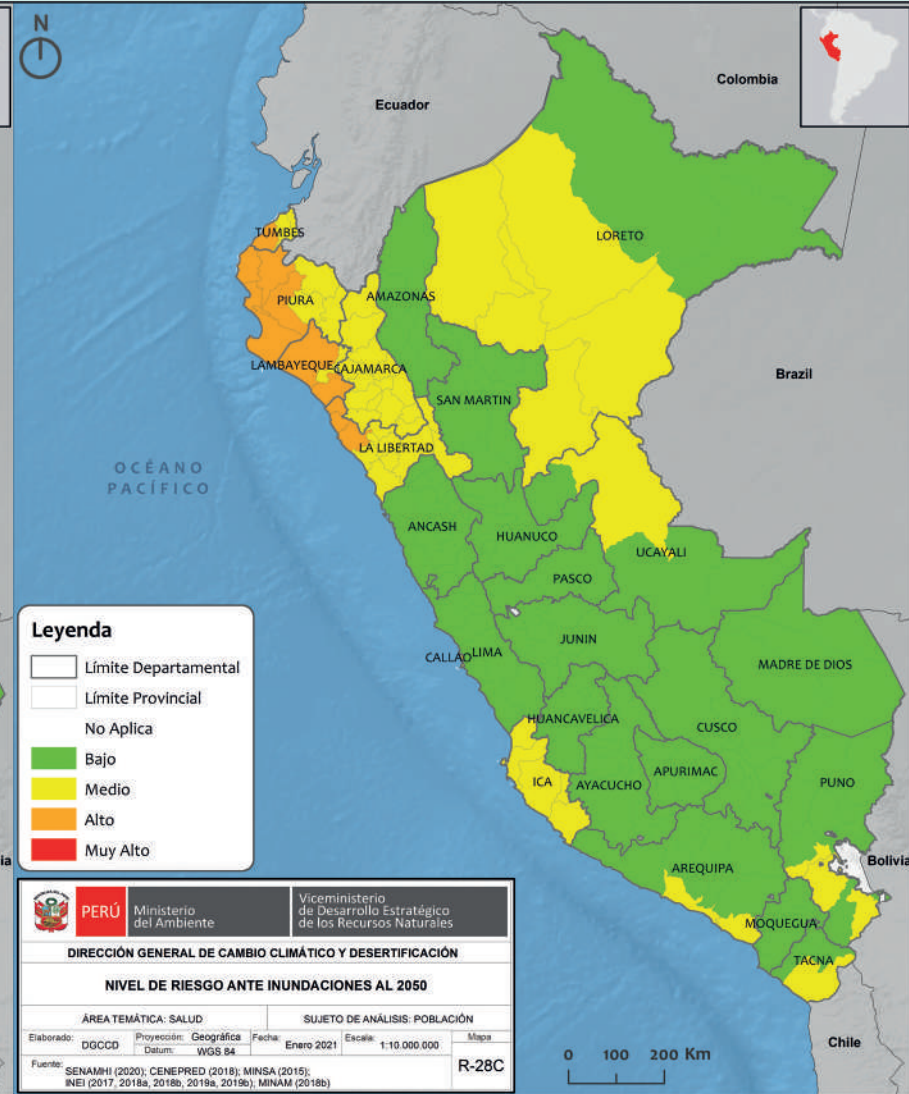 N
Colombia
Ecuador
TUMBES
LORETO
PIURA
AMAZONAS
LAMBAYEQUE
CAJAMARCA
Brazil
SAN MARTIN
LA LIBERTAD
OCÉANO
PACÍFICO
ANCASH
HUANUCO
UCAYALI
PASCO
JUNIN
CALLAO
LIMA
MADRE DE DIOS
HUANCAVELICA
CUSCO
ICA
AYACUCHO
APURIMAC
PUNO
AREQUIPA
Bolivia
MOQUEGUA
TACNA
Chile
ia
Leyenda
Límite Departamental
Límite Provincial
No Aplica
Bajo
Medio
Alto
Muy Alto
PERÚ
Ministerio
del Ambiente
Viceministerio
de Desarrollo Estratégico
de los Recursos Naturales
DIRECCIÓN GENERAL DE CAMBIO CLIMÁTICO Y DESERTIFICACIÓN
NIVEL DE RIESGO ANTE INUNDACIONES AL 2050
ÁREA TEMÁTICA: SALUD
SUJETO DE ANÁLISIS: POBLACIÓN
Elaborado: DGCCD
Proyección: Geográfica
Datum: WGS 84
Fecha: Enero 2021
Escala: 1:10.000.000
Mapa
R-28C
Fuente: SENAMHI (2020); CENEPRED (2018); MINSA (2015);
INEI (2017, 2018a, 2018b, 2019a, 2019b); MINAM (2018b)
0 100 200 Km